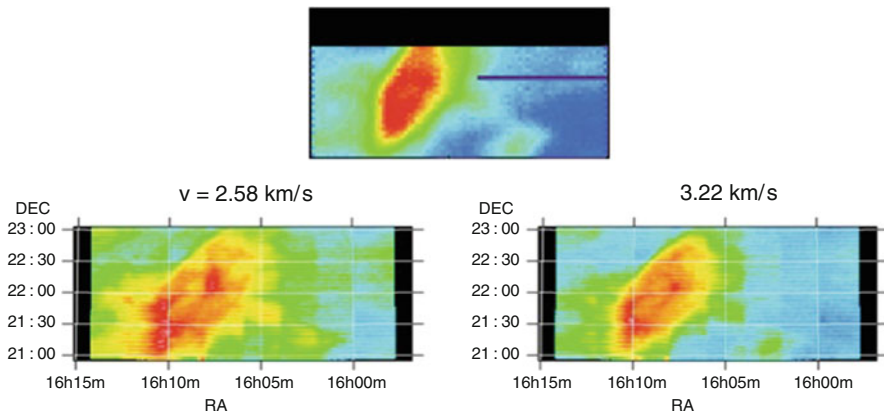 v = 2.58 km/s
3.22 km/s
DEC
23 : 00
22 : 30
22 : 00
21 : 30
21 : 00
16h15m 16h10m 16h05m 16h00m
RA
DEC
23 : 00
22 : 30
22 : 00
21 : 30
21 : 00
16h15m 16h10m 16h05m 16h00m
RA